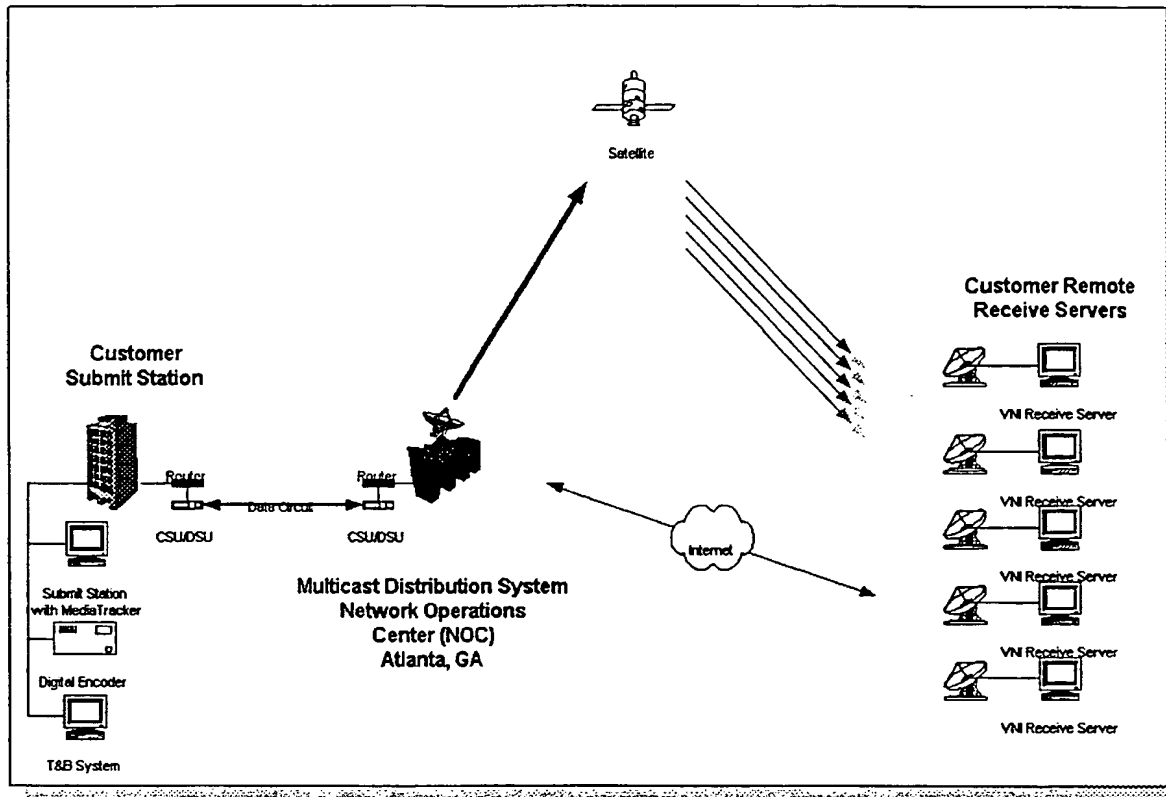 Satellite
Customer Remote
Receive Servers
Customer
Submit Station
VNI Receive Server
Router
Router
Data Circuit
CSU/DSU
CSU/DSU
VNI Receive Server
Internet
VNI Receive Server
Submit Station
with MediaTracker
Multicast Distribution System
Network Operations
Center (NOC)
Atlanta, GA
VNI Receive Server
Digital Encoder
VNI Receive Server
T&B System